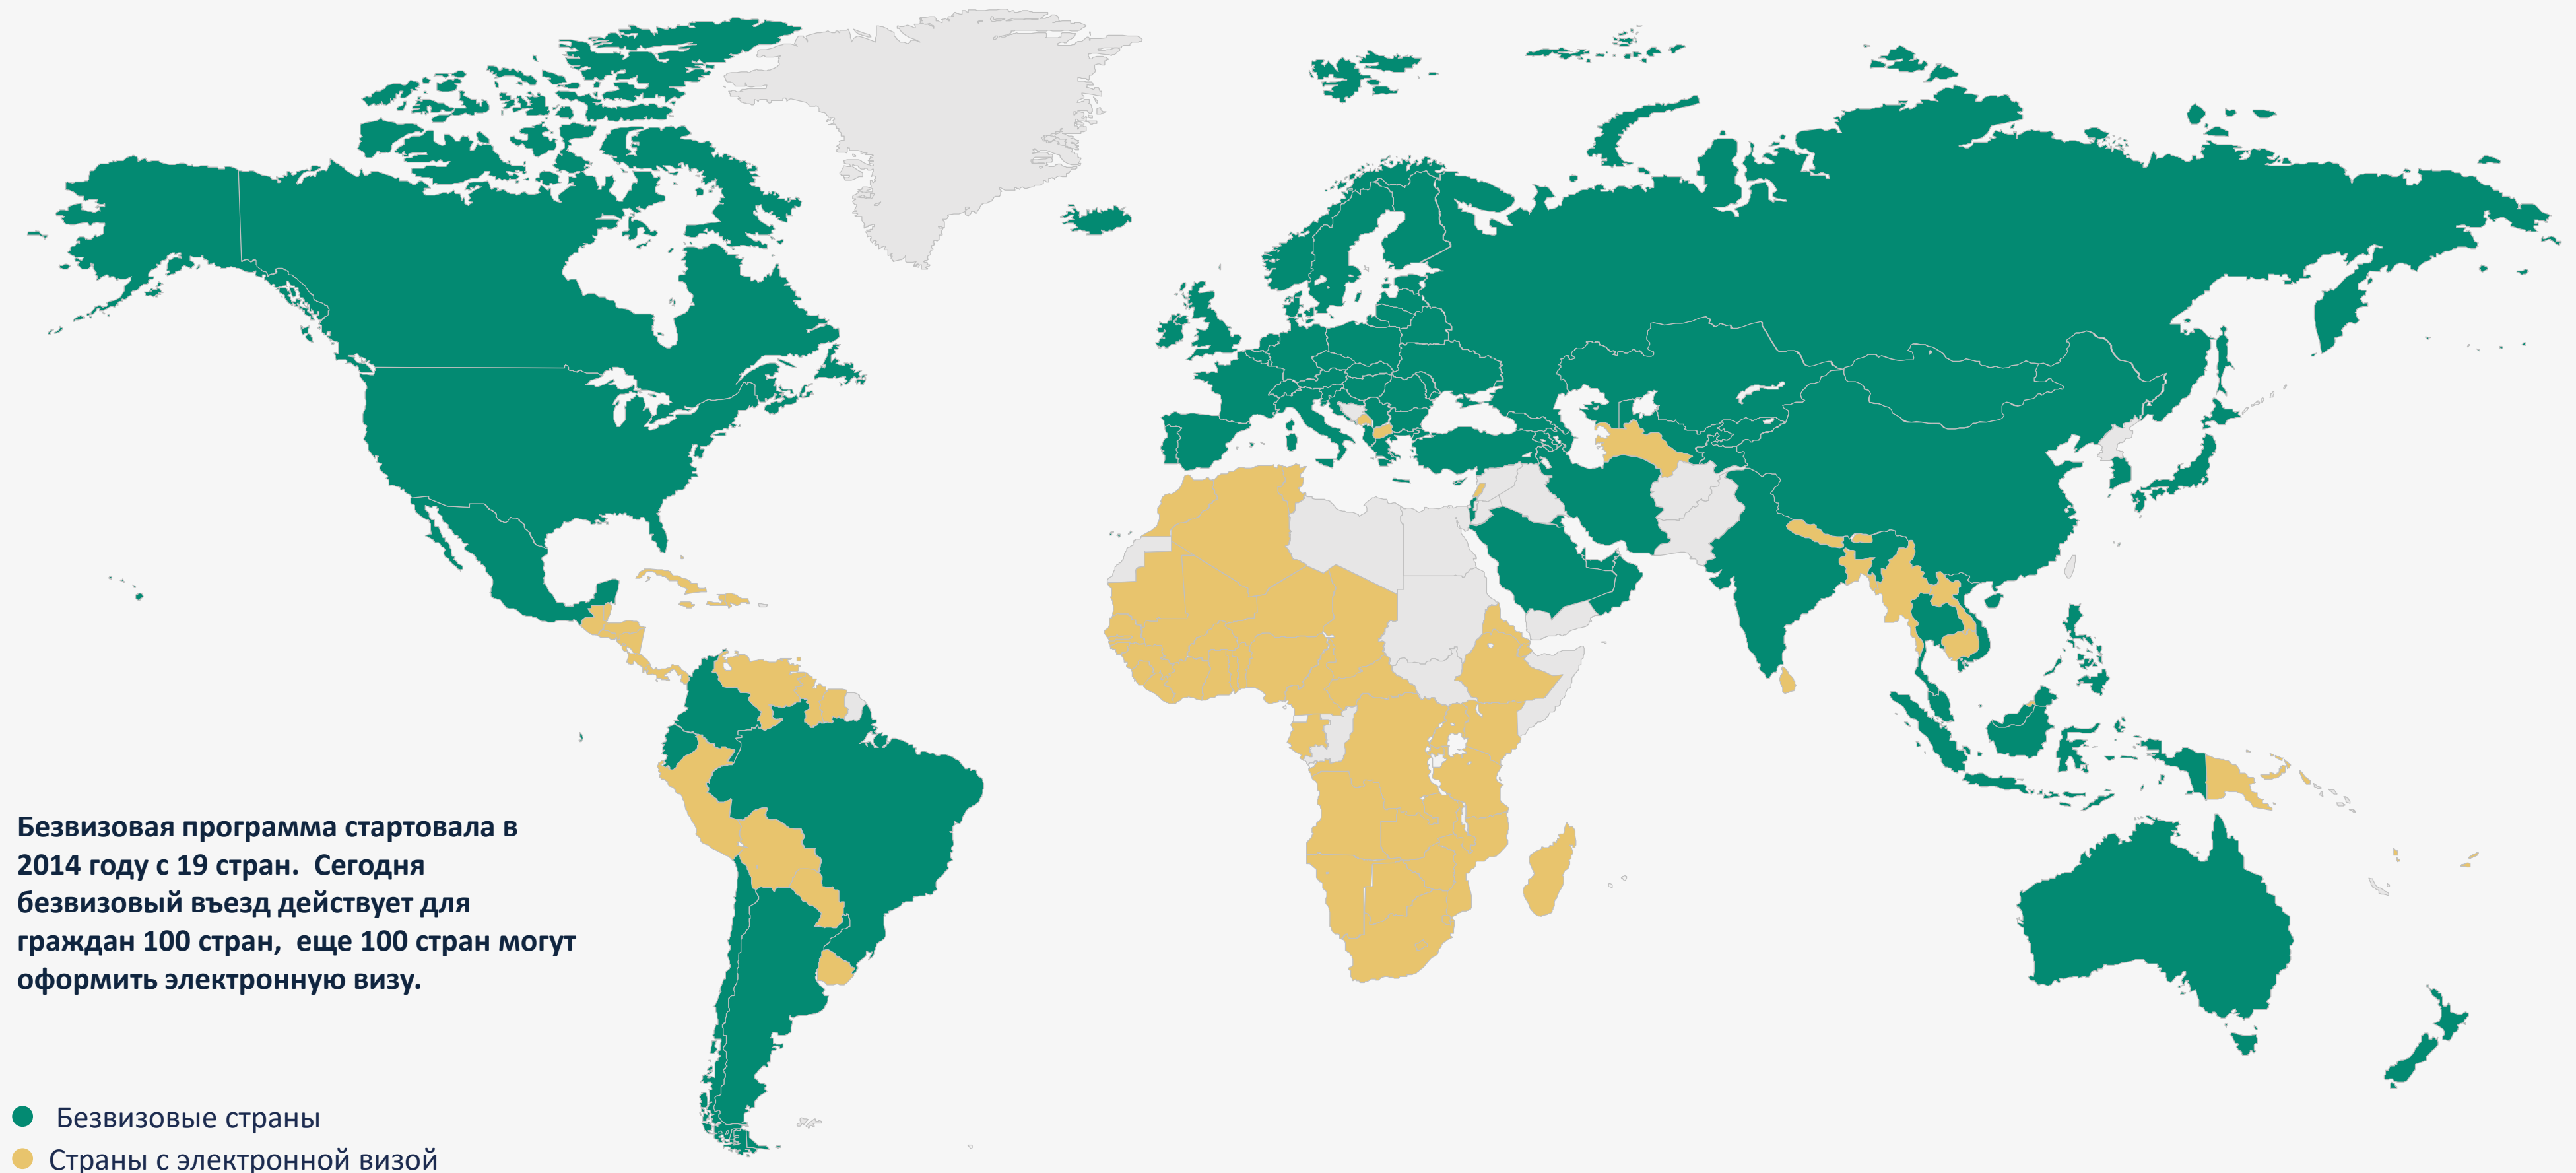 Безвизовая программа стартовала в
2014 году с 19 стран. Сегодня
безвизовый въезд действует для
граждан 100 стран, еще 100 стран могут
оформить электронную визу.
Безвизовые страны
Страны с электронной визой